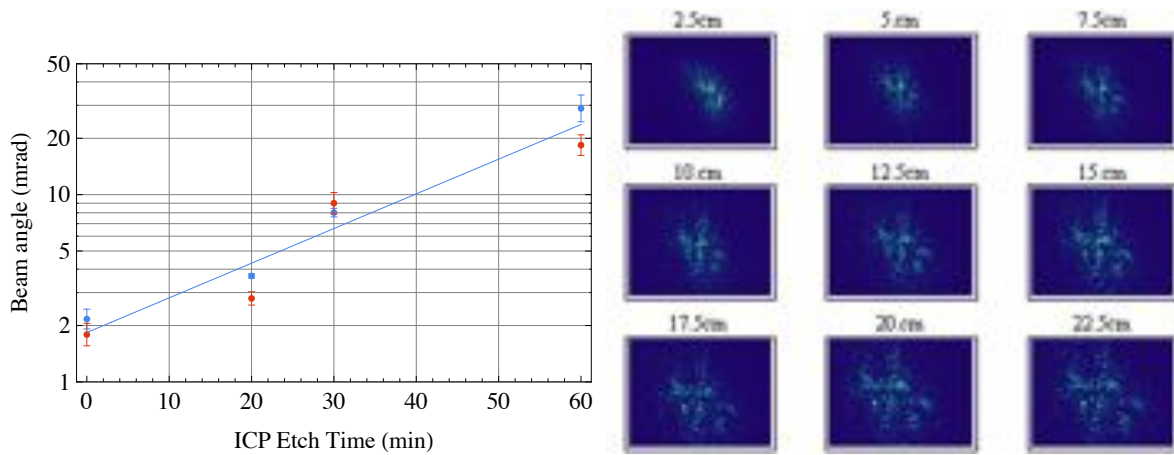 50
20
10
5
2
1
Beam angle (mrad)
0 10 20 30 40 50 60
ICP Etch Time (min)
2.5cm 5.cm 7.5cm
10.cm 12.5cm 15.cm
17.5cm 20.cm 22.5cm